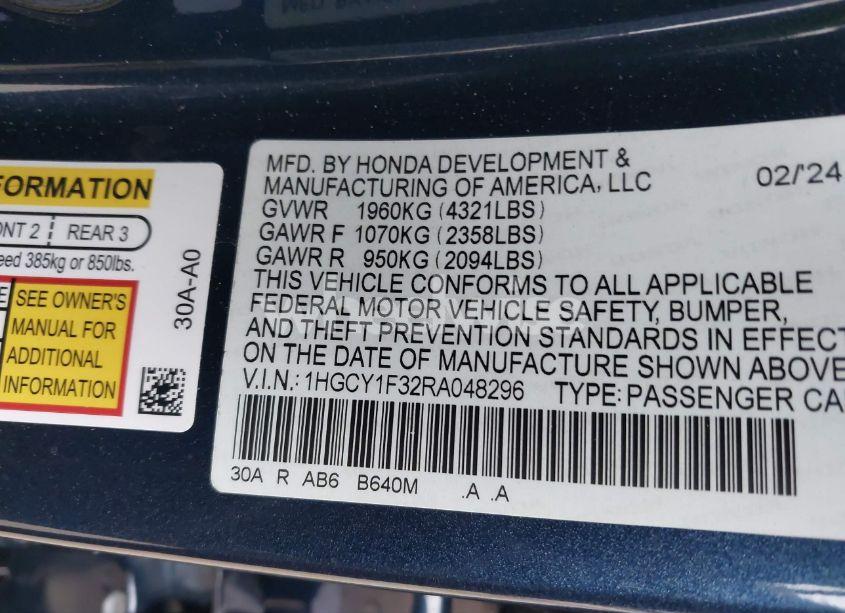 FORMATION
ONT 2 | REAR 3
eed 385kg or 850lbs.
SEE OWNER'S
MANUAL FOR
ADDITIONAL
INFORMATION
30A-A0
MFD. BY HONDA DEVELOPMENT &
MANUFACTURING OF AMERICA, LLC 02/'24
GVWR 1960KG (4321LBS)
GAWR F 1070KG (2358LBS)
GAWR R 950KG (2094LBS)
THIS VEHICLE CONFORMS TO ALL APPLICABLE
FEDERAL MOTOR VEHICLE SAFETY, BUMPER,
AND THEFT PREVENTION STANDARDS IN EFFECT
ON THE DATE OF MANUFACTURE SHOWN ABOVE
V.I.N.: 1HGCY1F32RA048296 TYPE: PASSENGER CA
30A R AB6 B640M .A .A